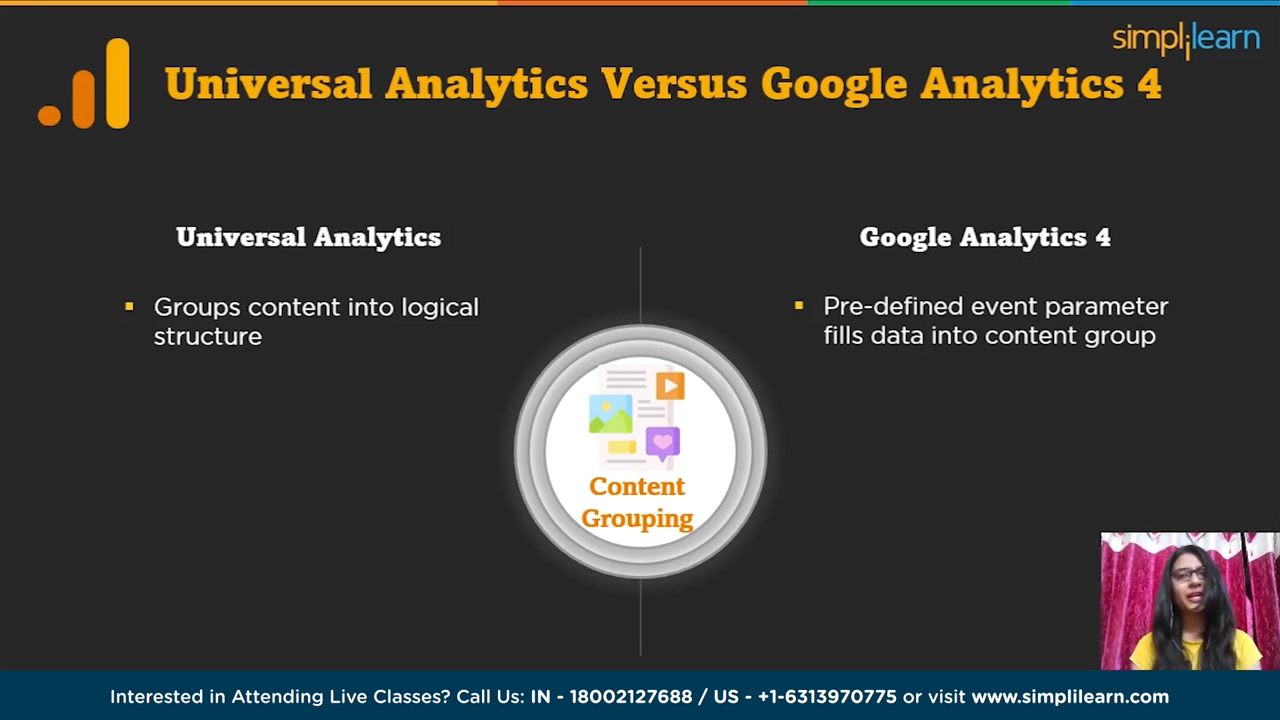 simplilearn
Universal Analytics Versus Google Analytics 4
Universal Analytics
Groups content into logical
structure
Google Analytics 4
Pre-defined event parameter
fills data into content group
Content
Grouping
Interested in Attending Live Classes? Call Us: IN - 18002127688 / US - +1-6313970775 or visit www.simplilearn.com